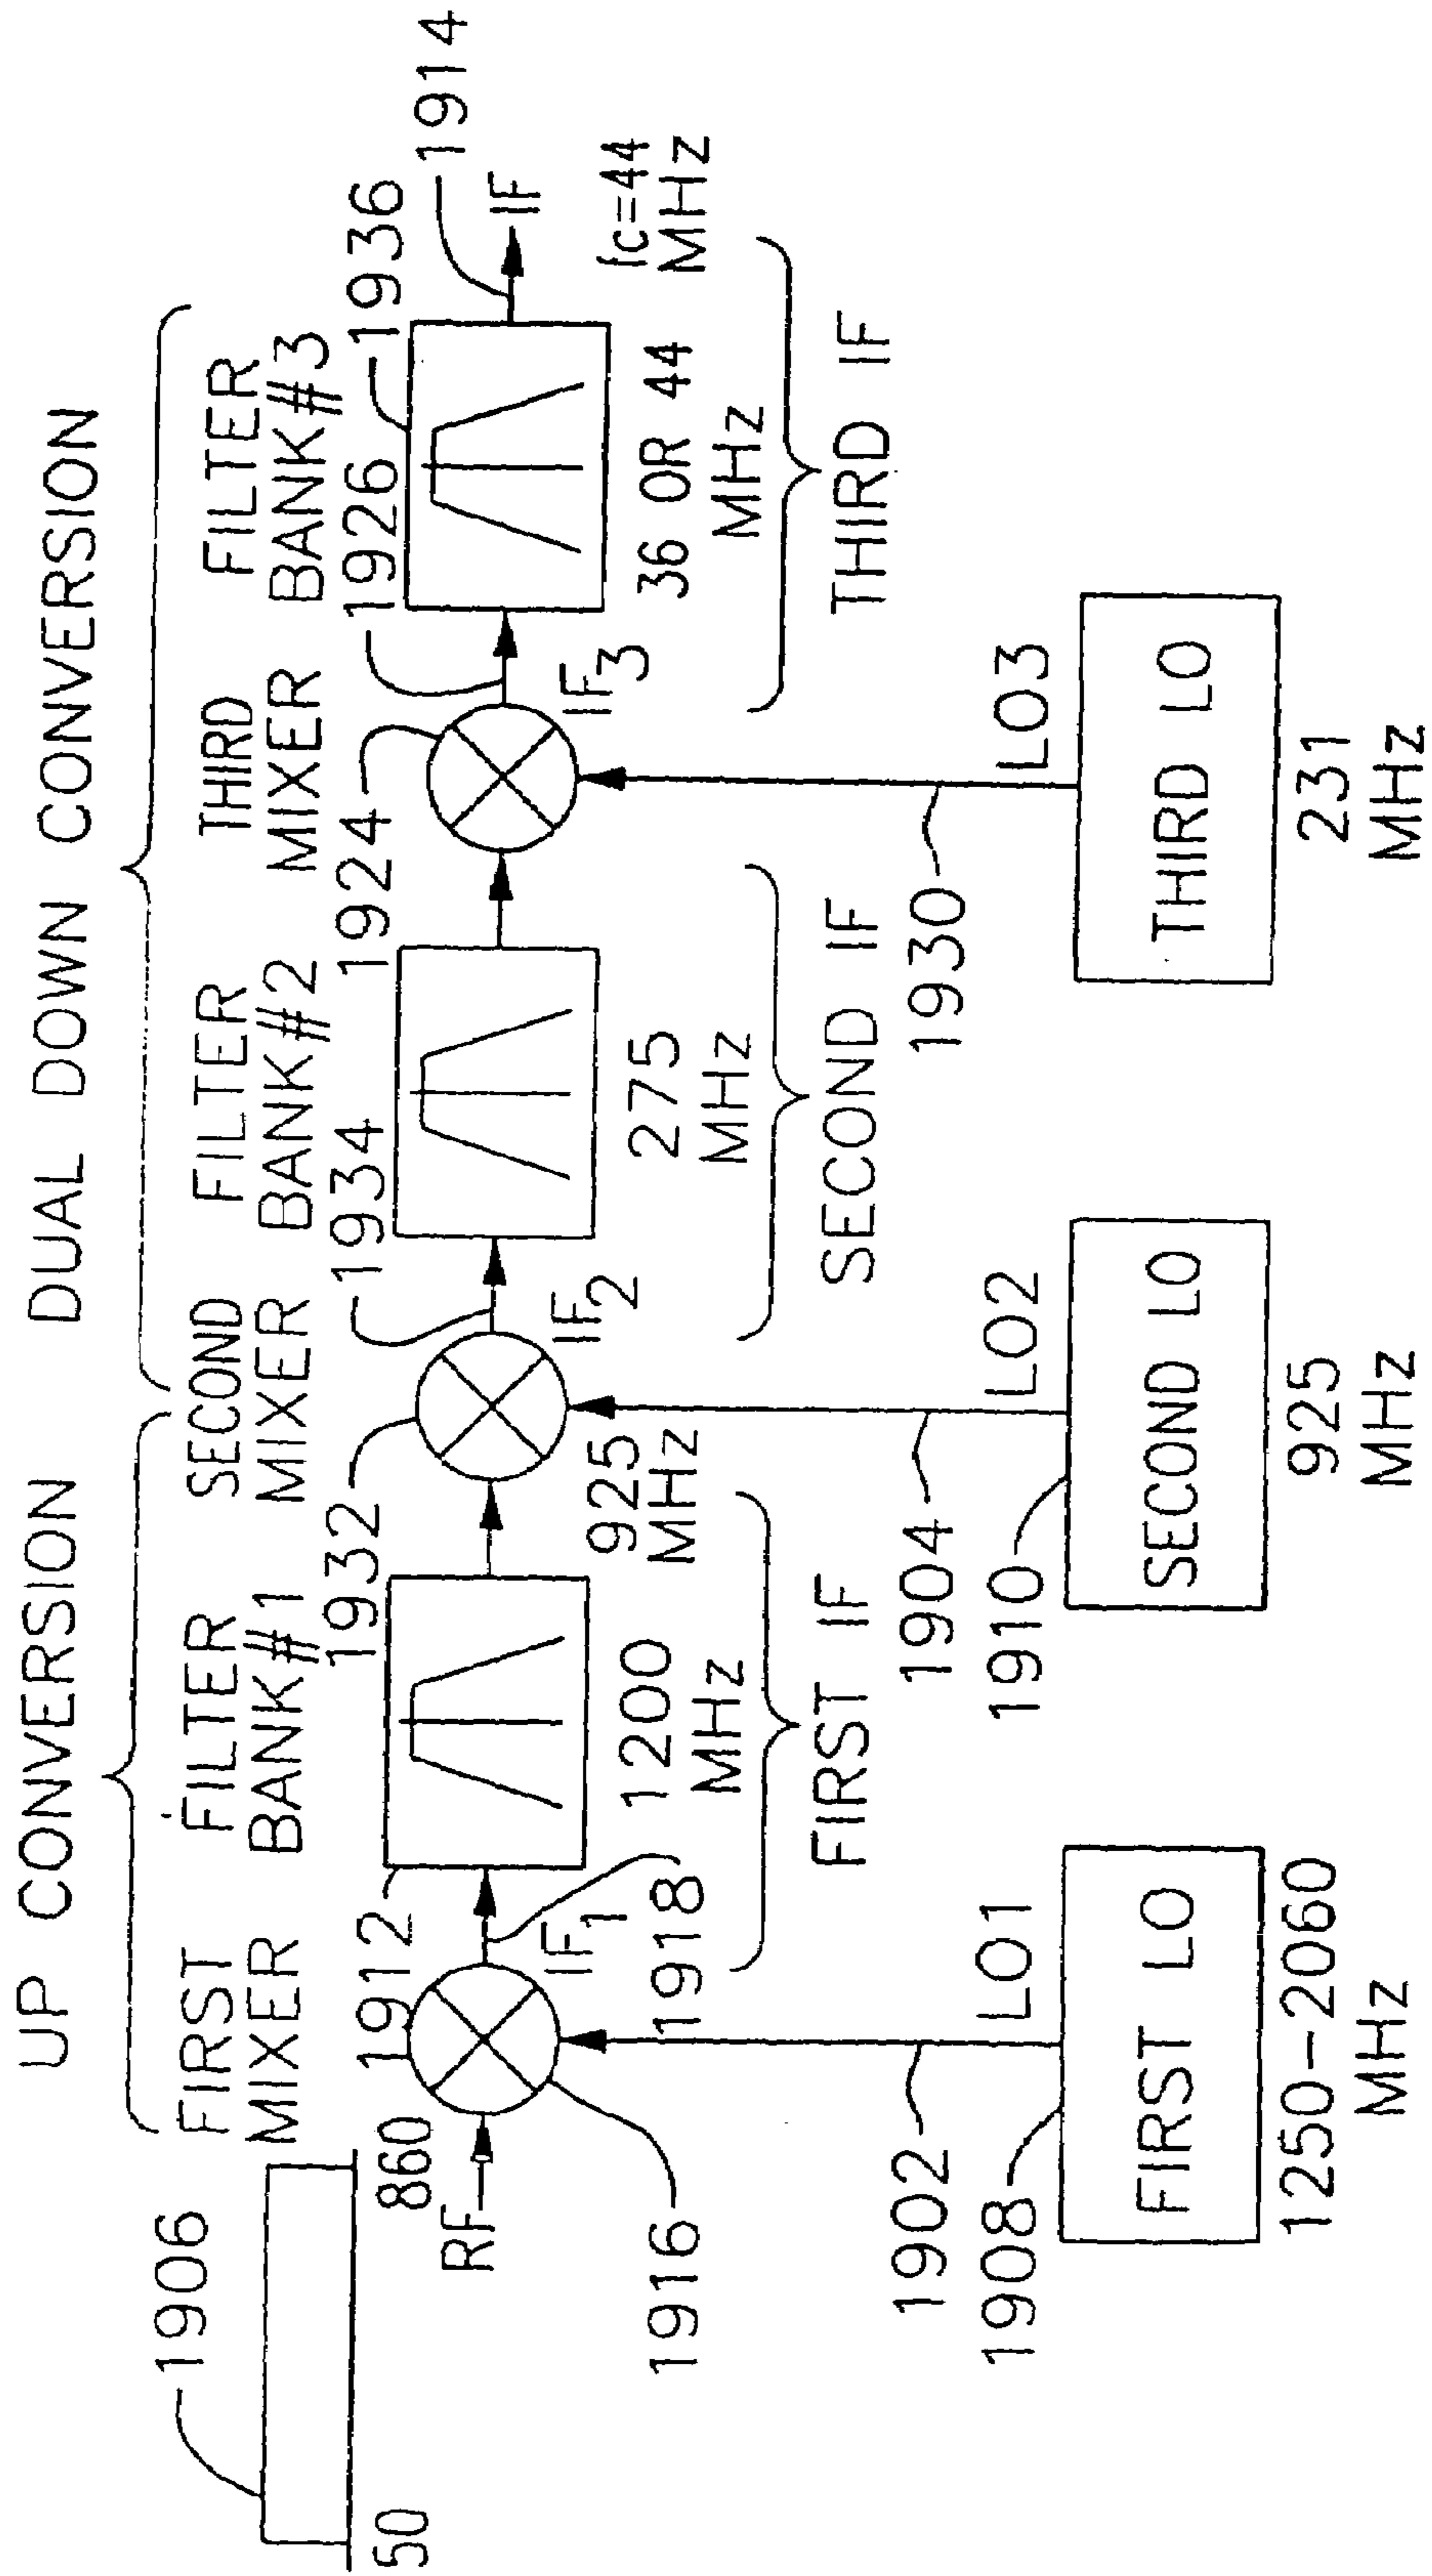 UP CONVERSION
DUAL DOWN CONVERSION
1906
FIRST
MIXER
FILTER
BANK#1
SECOND
MIXER
FILTER
BANK#2
THIRD
MIXER
FILTER
BANK#3
50
860
1912
1932
1934
1924
1926
1936
1914
RF
IF1
IF2
IF3
IF
1916
1918
1200
MHz
925
MHz
275
MHz
36 OR 44
MHz
fc=44
MHz
FIRST IF
SECOND IF
THIRD IF
1902
LO1
1904
LO2
1930
LO3
1908
1910
FIRST LO
SECOND LO
THIRD LO
1250-2060
MHz
925
MHz
231
MHz